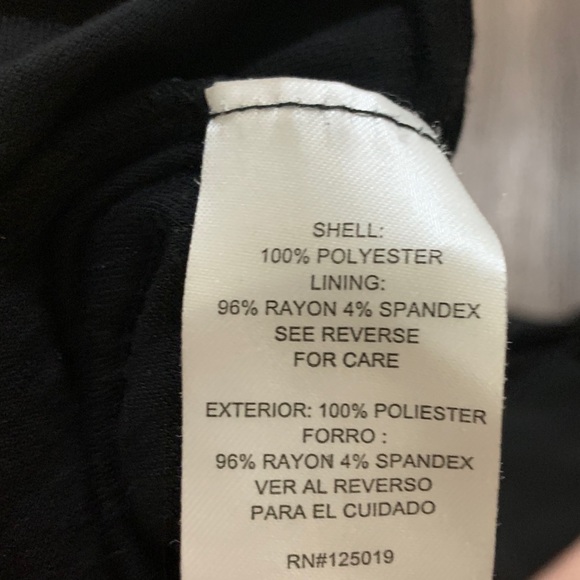 SHELL:
100% POLYESTER
LINING:
96% RAYON 4% SPANDEX
SEE REVERSE
FOR CARE
EXTERIOR: 100% POLIESTER
FORRO :
96% RAYON 4% SPANDEX
VER AL REVERSO
PARA EL CUIDADO
RN#125019